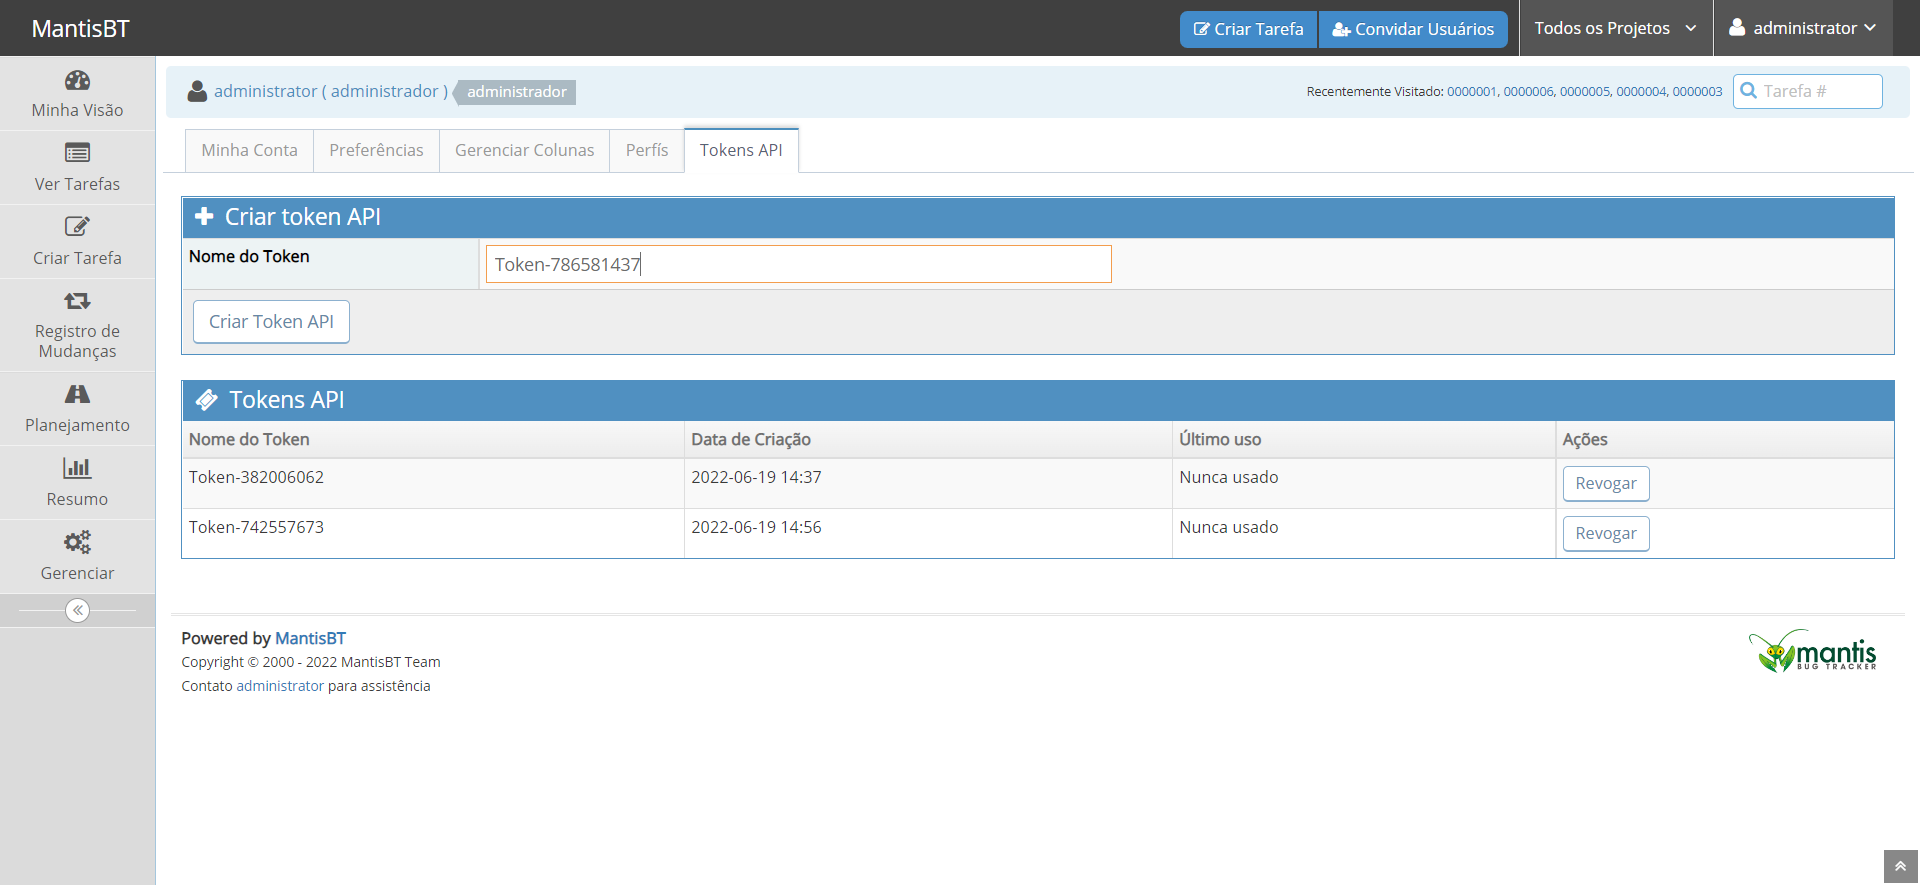 MantisBT
Criar Tarefa
Convidar Usuários
Todos os Projetos
administrator
Minha Visão
Ver Tarefas
Criar Tarefa
Registro de
Mudanças
Planejamento
Resumo
Gerenciar
administrator ( administrador )
administrador
Recentemente Visitado: 0000001, 0000006, 0000005, 0000004, 0000003
Tarefa #
Minha Conta
Preferências
Gerenciar Colunas
Perfís
Tokens API
Criar token API
Nome do Token
Token-786581437
Criar Token API
Tokens API
Nome do Token Data de Criação Último uso Ações
Token-382006062 2022-06-19 14:37 Nunca usado Revogar
Token-742557673 2022-06-19 14:56 Nunca usado Revogar
Powered by MantisBT
Copyright © 2000 - 2022 MantisBT Team
Contato administrator para assistência
mantis
BUG TRACKER